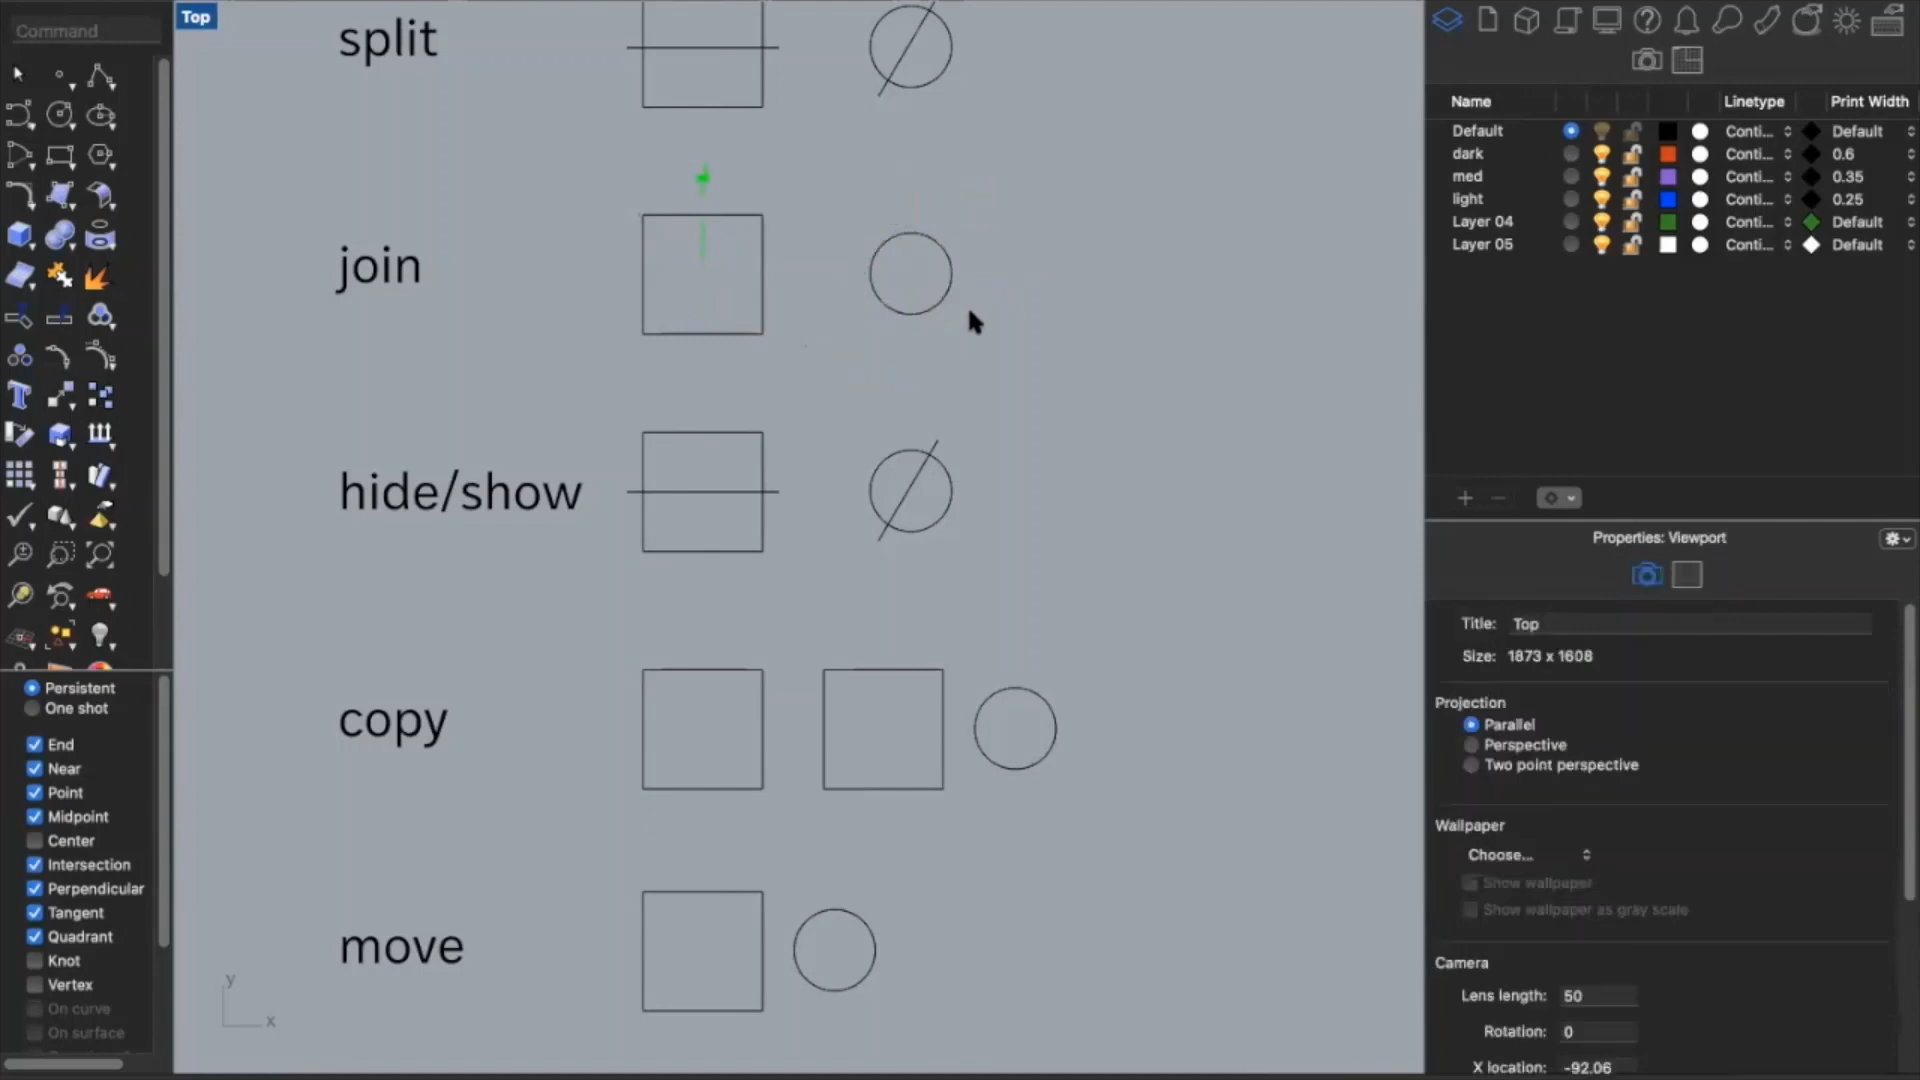 Top
Command
split
join
hide/show
copy
move
y
x
Persistent
One shot
End
Near
Point
Midpoint
Center
Intersection
Perpendicular
Tangent
Quadrant
Knot
Vertex
On curve
On surface
Name Linetype Print Width
Default Conti... Default
dark Conti... 0.6
med Conti... 0.35
light Conti... 0.25
Layer 04 Conti... Default
Layer 05 Conti... Default
Properties: Viewport
Title: Top
Size: 1873 x 1608
Projection
Parallel
Perspective
Two point perspective
Wallpaper
Choose...
Show wallpaper
Show wallpaper as gray scale
Camera
Lens length: 50
Rotation: 0
X location: -92.06